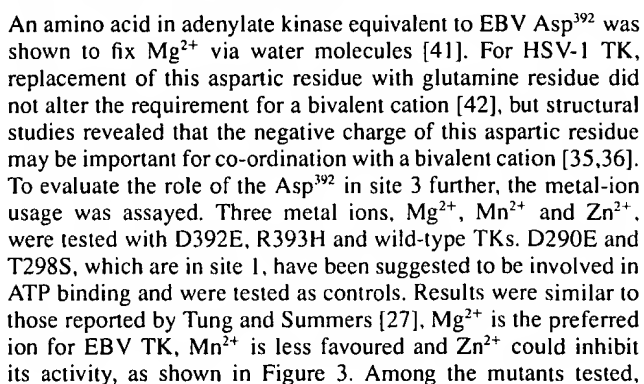 An amino acid in adenylate kinase equivalent to EBV Asp³⁹² was
shown to fix Mg²⁺ via water molecules [41]. For HSV-1 TK,
replacement of this aspartic residue with glutamine residue did
not alter the requirement for a bivalent cation [42], but structural
studies revealed that the negative charge of this aspartic residue
may be important for co-ordination with a bivalent cation [35,36].
To evaluate the role of the Asp³⁹² in site 3 further, the metal-ion
usage was assayed. Three metal ions, Mg²⁺, Mn²⁺ and Zn²⁺,
were tested with D392E, R393H and wild-type TKs. D290E and
T298S, which are in site 1, have been suggested to be involved in
ATP binding and were tested as controls. Results were similar to
those reported by Tung and Summers [27], Mg²⁺ is the preferred
ion for EBV TK, Mn²⁺ is less favoured and Zn²⁺ could inhibit
its activity, as shown in Figure 3. Among the mutants tested,